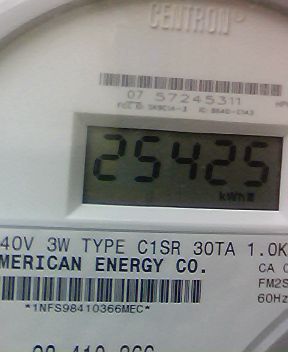 CENTRON®
07 57245311
25425
kWh
40V 3W TYPE C1SR 30TA 1.0K
MERICAN ENERGY CO.
CA 0
FM2S
60Hz
*1NFS98410366MEC*